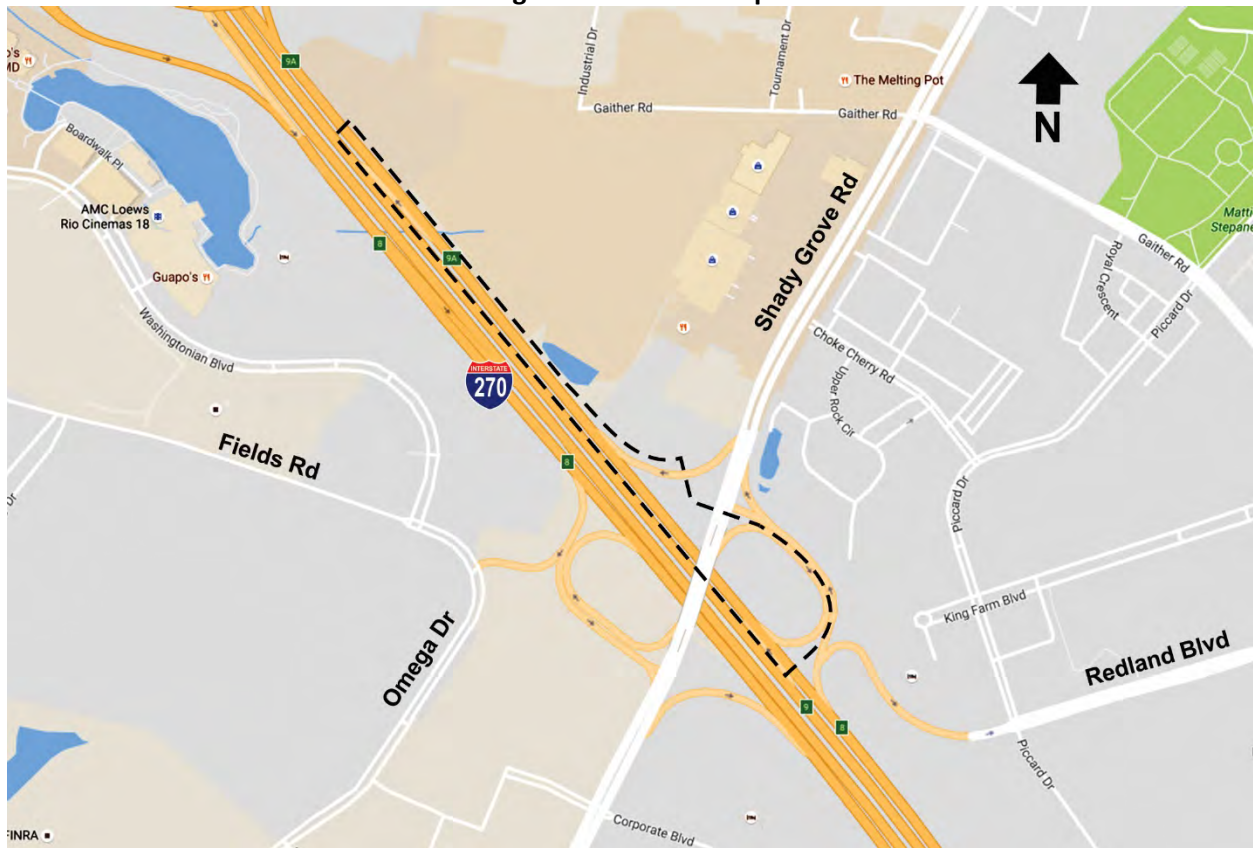 9A
Industrial Dr
Tournament Dr
The Melting Pot
Gaither Rd
Gaither Rd
N
Boardwalk Pl
AMC Loews
Rio Cinemas 18
Guapo's
Washingtonian Blvd
8
9A
INTERSTATE
270
Shady Grove Rd
Gaither Rd
Royal Crescent
Piccard Dr
Choke Cherry Rd
Upper Rock Cir
Fields Rd
8
Piccard Dr
King Farm Blvd
Omega Dr
Redland Blvd
9
8
Piccard Dr
Corporate Blvd
FINRA